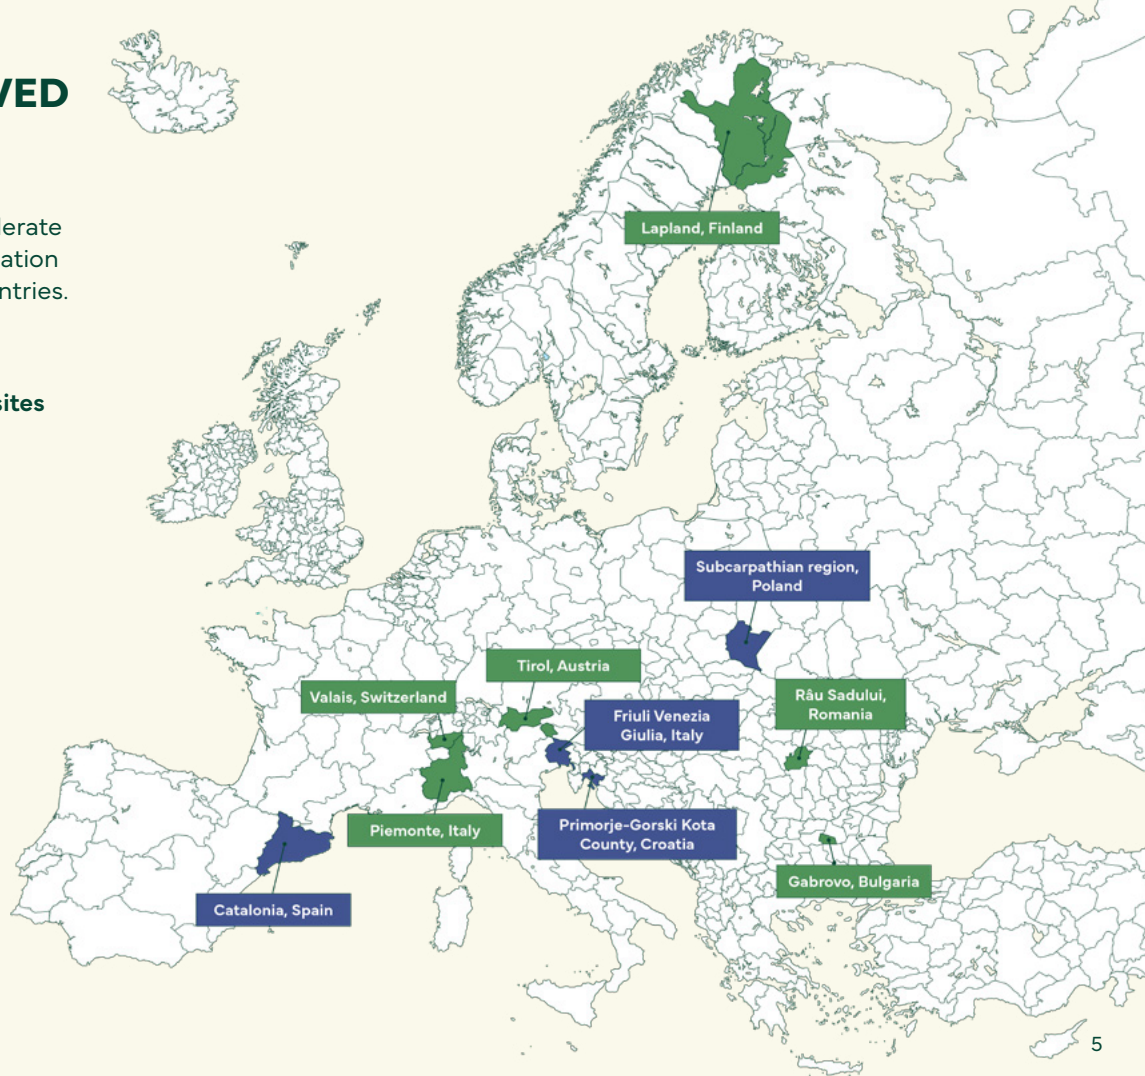 VED
lerate
ation
ntries.
sites
Lapland, Finland
Subcarpathian region,
Poland
Tirol, Austria
Valais, Switzerland
Friuli Venezia
Giulia, Italy
Râu Sadului,
Romania
Piemonte, Italy
Primorje-Gorski Kota
County, Croatia
Gabrovo, Bulgaria
Catalonia, Spain
5